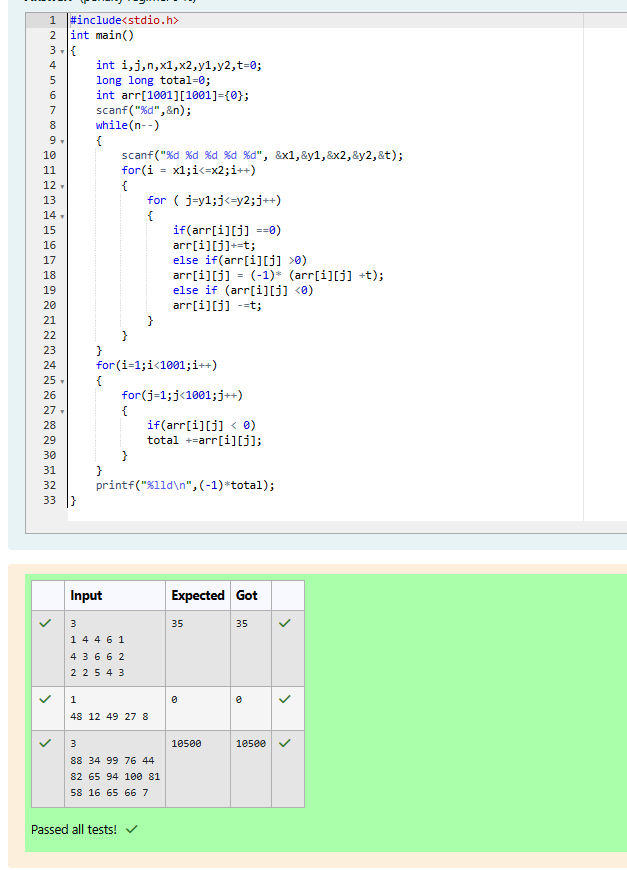 1 #include<stdio.h>
2 int main()
3 {
4 int i,j,n,x1,x2,y1,y2,t=0;
5 long long total=0;
6 int arr[1001][1001]={0};
7 scanf("%d",&n);
8 while(n--)
9 {
10 scanf("%d %d %d %d %d", &x1,&y1,&x2,&y2,&t);
11 for(i = x1;i<=x2;i++)
12 {
13 for ( j=y1;j<=y2;j++)
14 {
15 if(arr[i][j] ==0)
16 arr[i][j]+=t;
17 else if(arr[i][j] >0)
18 arr[i][j] = (-1)* (arr[i][j] +t);
19 else if (arr[i][j] <0)
20 arr[i][j] -=t;
21 }
22 }
23 }
24 for(i=1;i<1001;i++)
25 {
26 for(j=1;j<1001;j++)
27 {
28 if(arr[i][j] < 0)
29 total +=arr[i][j];
30 }
31 }
32 printf("%lld\n",(-1)*total);
33 }
Input Expected Got
3 35 35
1 4 4 6 1
4 3 6 6 2
2 2 5 4 3
1 0 0
48 12 49 27 8
3 10500 10500
88 34 99 76 44
82 65 94 100 81
58 16 65 66 7
Passed all tests!